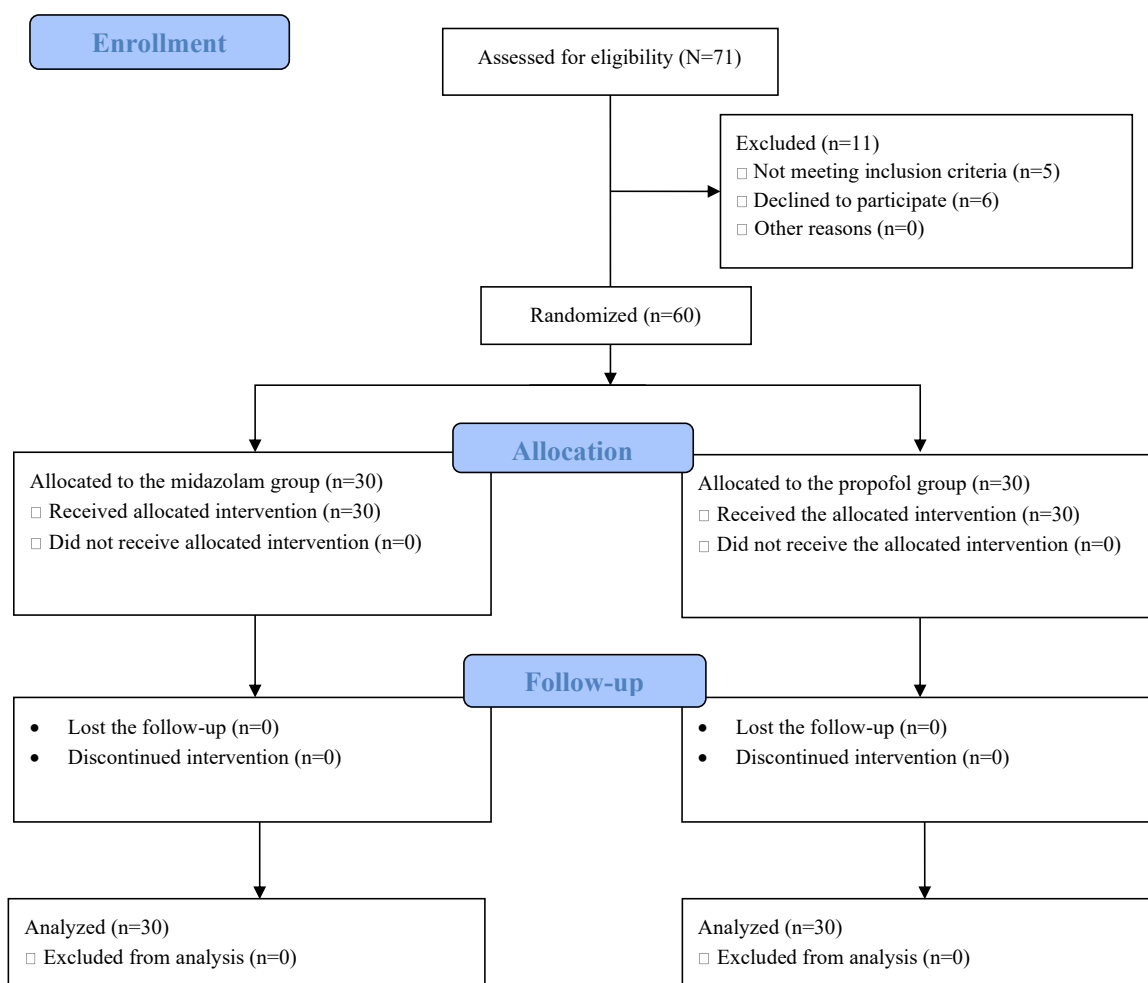 Enrollment
Assessed for eligibility (N=71)
Excluded (n=11)
□ Not meeting inclusion criteria (n=5)
□ Declined to participate (n=6)
□ Other reasons (n=0)
Randomized (n=60)
Allocation
Allocated to the midazolam group (n=30)
□ Received allocated intervention (n=30)
□ Did not receive allocated intervention (n=0)
Allocated to the propofol group (n=30)
□ Received the allocated intervention (n=30)
□ Did not receive the allocated intervention (n=0)
Follow-up
• Lost the follow-up (n=0)
• Discontinued intervention (n=0)
• Lost the follow-up (n=0)
• Discontinued intervention (n=0)
Analyzed (n=30)
□ Excluded from analysis (n=0)
Analyzed (n=30)
□ Excluded from analysis (n=0)